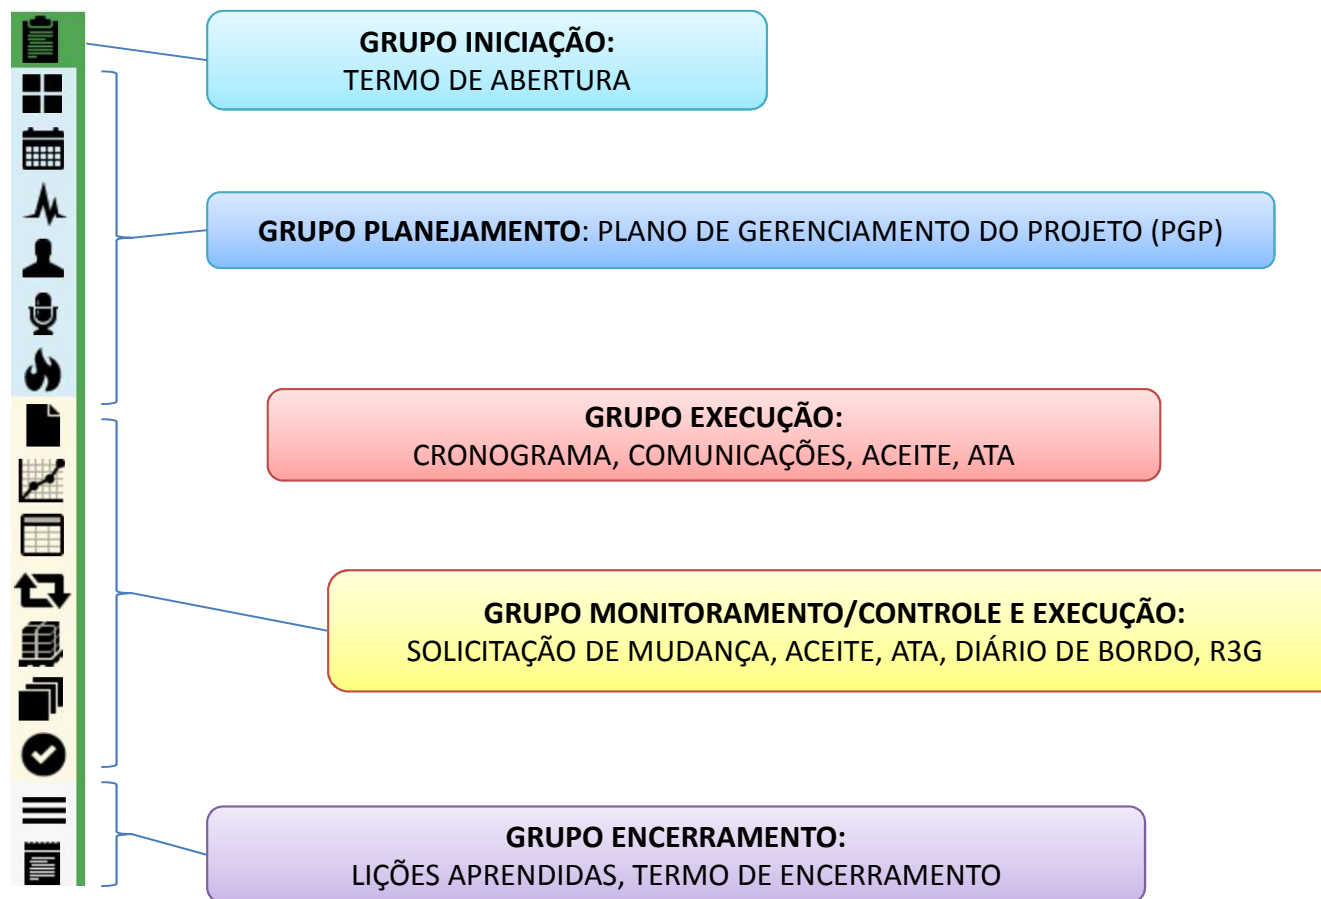 GRUPO INICIAÇÃO:
TERMO DE ABERTURA
GRUPO PLANEJAMENTO: PLANO DE GERENCIAMENTO DO PROJETO (PGP)
GRUPO EXECUÇÃO:
CRONOGRAMA, COMUNICAÇÕES, ACEITE, ATA
GRUPO MONITORAMENTO/CONTROLE E EXECUÇÃO:
SOLICITAÇÃO DE MUDANÇA, ACEITE, ATA, DIÁRIO DE BORDO, R3G
GRUPO ENCERRAMENTO:
LIÇÕES APRENDIDAS, TERMO DE ENCERRAMENTO